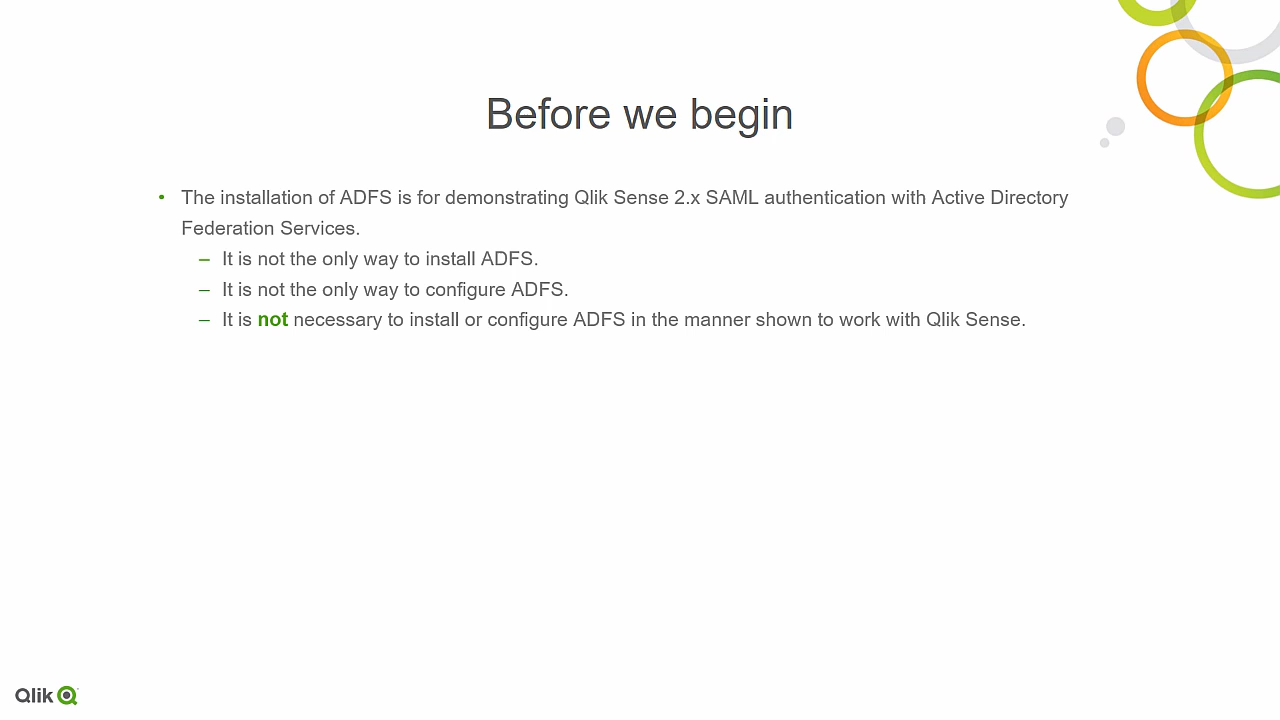 Before we begin
• The installation of ADFS is for demonstrating Qlik Sense 2.x SAML authentication with Active Directory
Federation Services.
– It is not the only way to install ADFS.
– It is not the only way to configure ADFS.
– It is not necessary to install or configure ADFS in the manner shown to work with Qlik Sense.
Qlik